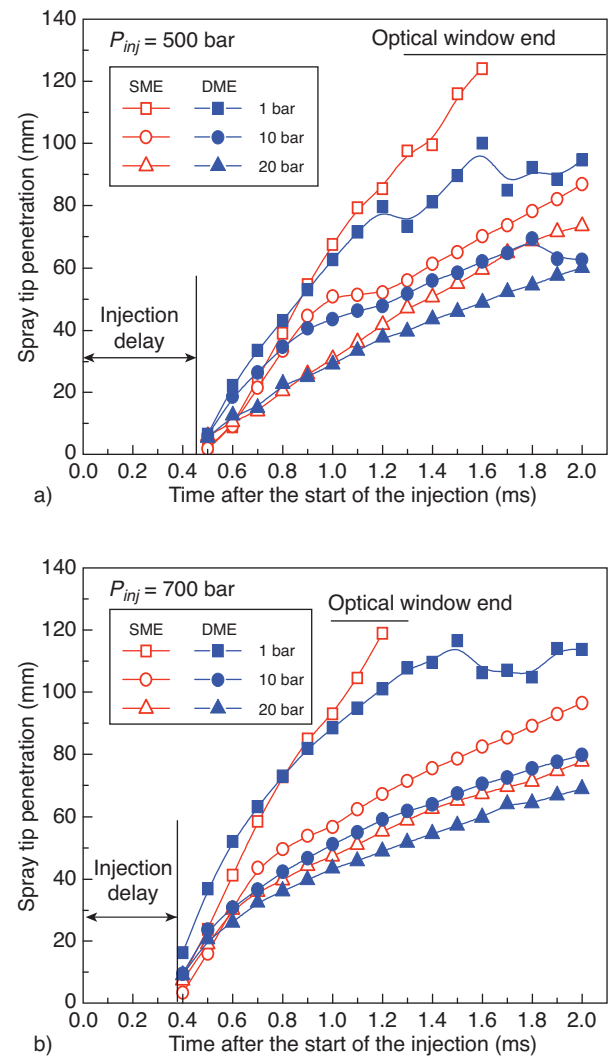 P_inj = 500 bar
Optical window end
SME DME
1 bar
10 bar
20 bar
Injection
delay
Spray tip penetration (mm)
140
120
100
80
60
40
20
0
0.0 0.2 0.4 0.6 0.8 1.0 1.2 1.4 1.6 1.8 2.0
a) Time after the start of the injection (ms)
P_inj = 700 bar
Optical window end
SME DME
1 bar
10 bar
20 bar
Injection
delay
Spray tip penetration (mm)
140
120
100
80
60
40
20
0
0.0 0.2 0.4 0.6 0.8 1.0 1.2 1.4 1.6 1.8 2.0
b) Time after the start of the injection (ms)